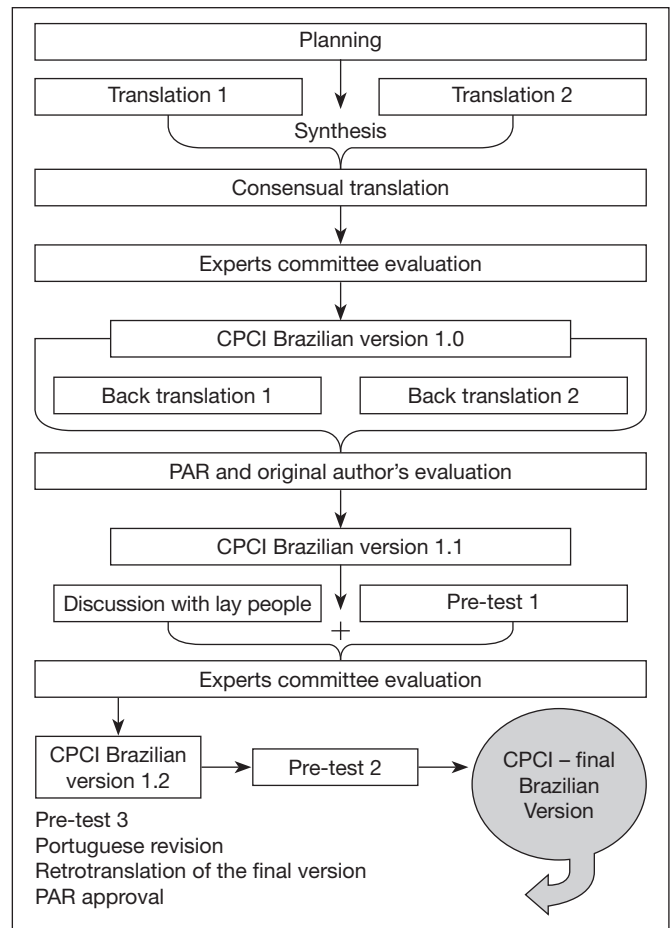 Planning
Translation 1
Translation 2
Synthesis
Consensual translation
Experts committee evaluation
CPCI Brazilian version 1.0
Back translation 1
Back translation 2
PAR and original author's evaluation
CPCI Brazilian version 1.1
Discussion with lay people
Pre-test 1
+
Experts committee evaluation
CPCI Brazilian
version 1.2
Pre-test 2
CPCI – final
Brazilian
Version
Pre-test 3
Portuguese revision
Retrotranslation of the final version
PAR approval